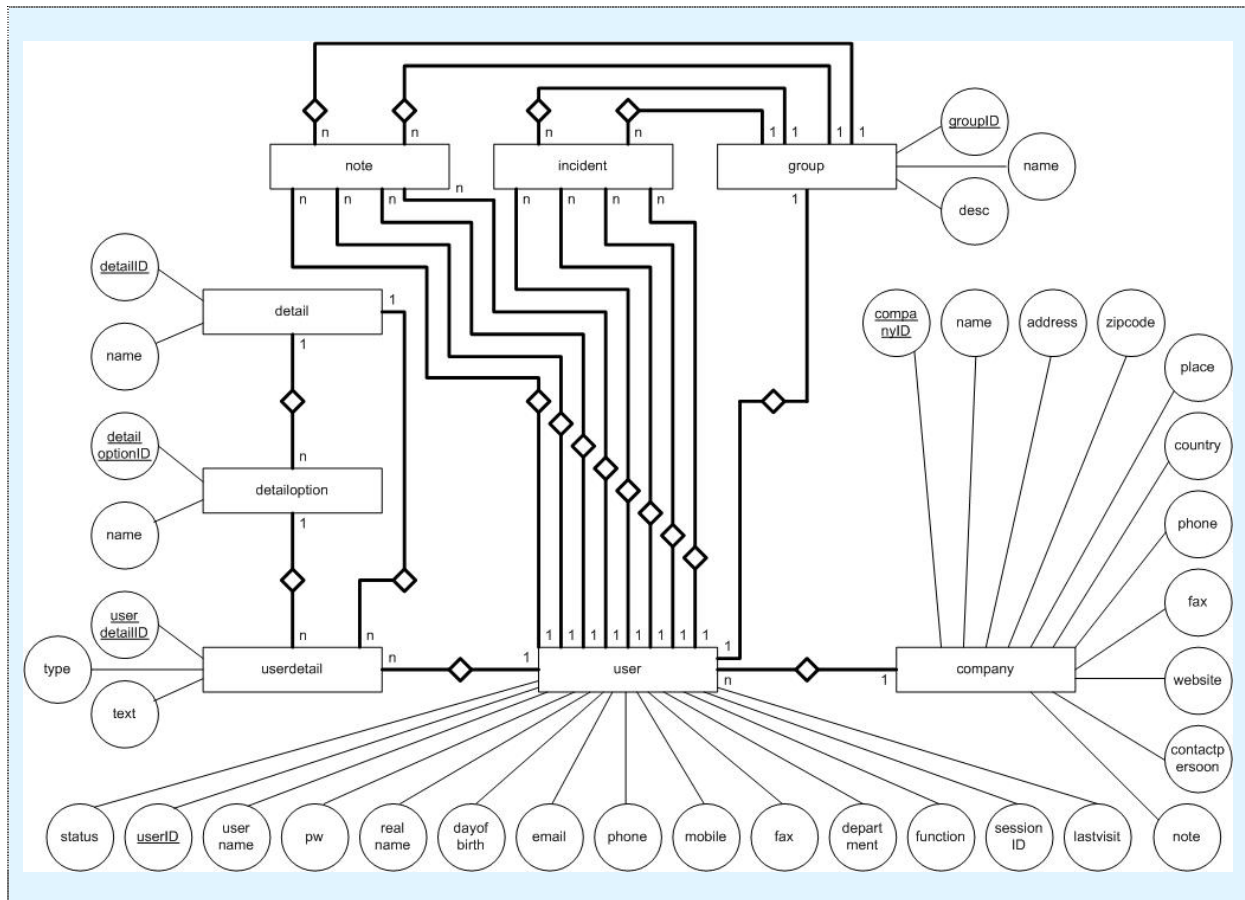 n
n
n
n
1
1
1
1
groupID
note
incident
group
name
n
n
n
n
n
n
n
n
1
desc
detailID
detail
1
name
1
compa
nyID
name
address
zipcode
place
detail
optionID
n
country
detailoption
name
1
phone
fax
user
detailID
n
n
1
1
1
1
1
1
1
1
1
type
userdetail
n
1
user
n
1
company
website
text
contactp
ersoon
status
userID
user
name
pw
real
name
dayof
birth
email
phone
mobile
fax
depart
ment
function
session
ID
lastvisit
note